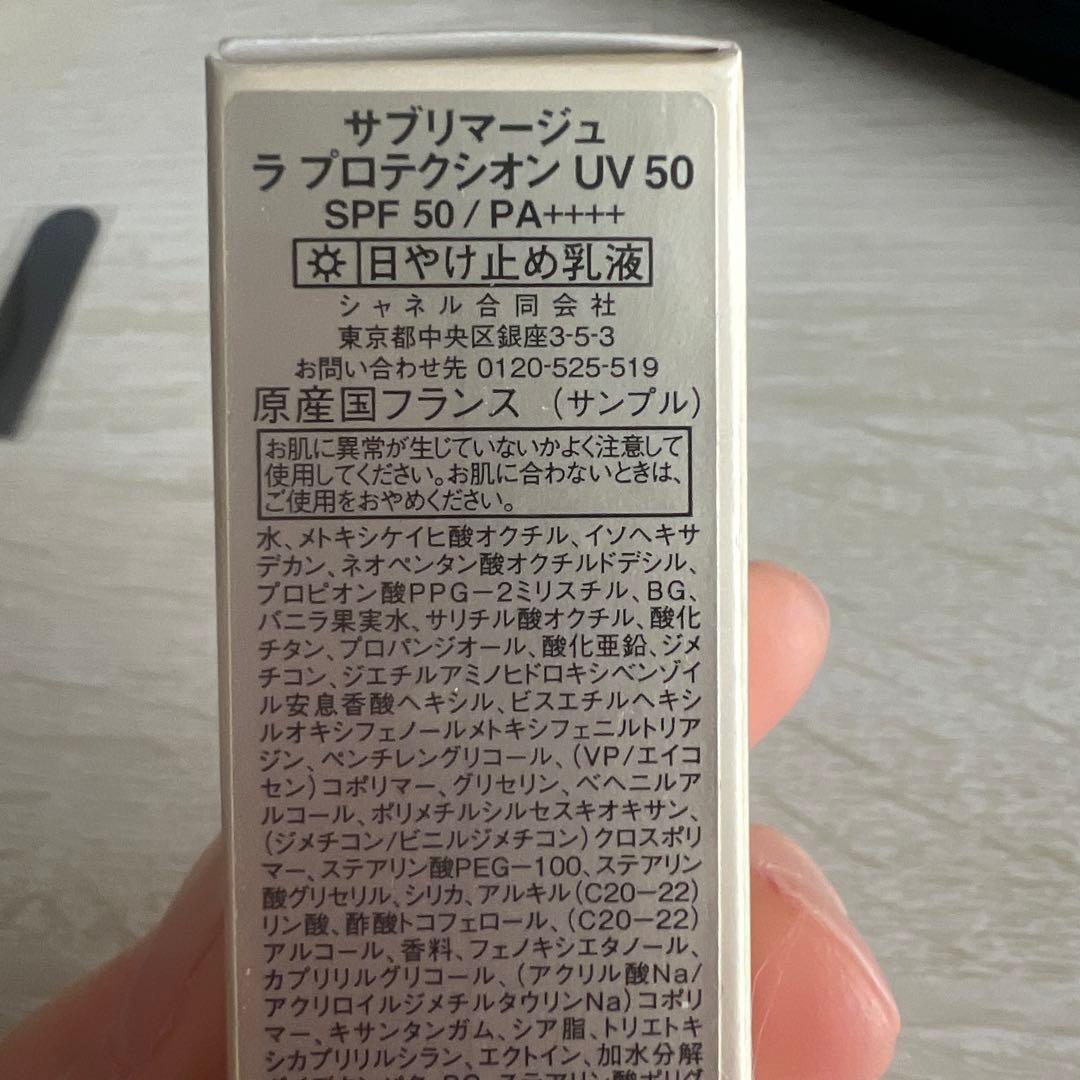 サブリマージュ
ラ プロテクシオン UV 50
SPF 50 / PA++++
日やけ止め乳液
シャネル合同会社
東京都中央区銀座3-5-3
お問い合わせ先 0120-525-519
原産国フランス （サンプル）
お肌に異常が生じていないかよく注意して
使用してください。お肌に合わないときは、
ご使用をおやめください。
水、メトキシケイヒ酸オクチル、イソヘキサ
デカン、ネオペンタン酸オクチルドデシル、
プロピオン酸PPG－2ミリスチル、BG、
バニラ果実水、サリチル酸オクチル、酸化
チタン、プロパンジオール、酸化亜鉛、ジメ
チコン、ジエチルアミノヒドロキシベンゾイ
ル安息香酸ヘキシル、ビスエチルヘキシ
ルオキシフェノールメトキシフェニルトリア
ジン、ペンチレングリコール、（VP/エイコ
セン）コポリマー、グリセリン、ベヘニルア
ルコール、ポリメチルシルセスキオキサン、
（ジメチコン/ビニルジメチコン）クロスポリ
マー、ステアリン酸PEG－100、ステアリン
酸グリセリル、シリカ、アルキル（C20－22）
リン酸、酢酸トコフェロール、（C20－22）
アルコール、香料、フェノキシエタノール、
カプリリルグリコール、（アクリル酸Na/
アクリロイルジメチルタウリンNa）コポリ
マー、キサンタンガム、シア脂、トリエトキ
シカプリリルシラン、エクトイン、加水分解